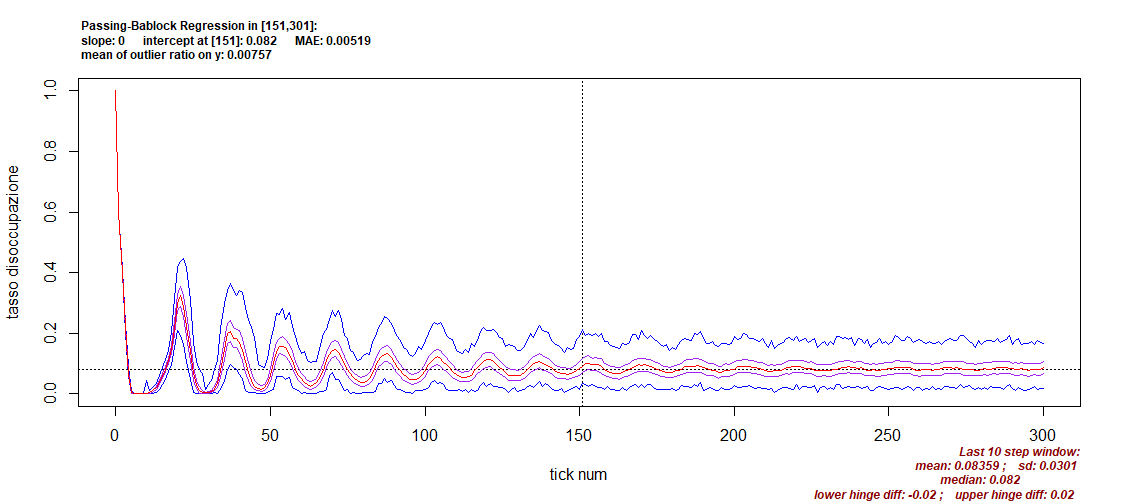 Passing-Bablock Regression in [151,301]:
slope: 0 intercept at [151]: 0.082 MAE: 0.00519
mean of outlier ratio on y: 0.00757
tasso disoccupazione
1.0
0.8
0.6
0.4
0.2
0.0
0 50 100 150 200 250 300
tick num
Last 10 step window:
mean: 0.08359 ; sd: 0.0301
median: 0.082
lower hinge diff: -0.02 ; upper hinge diff: 0.02